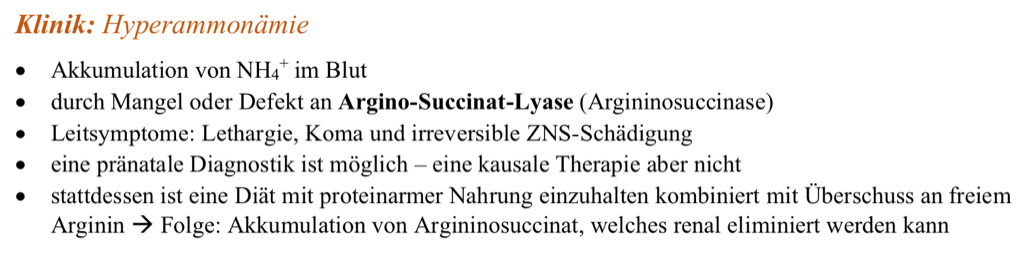 Klinik: Hyperammonämie
• Akkumulation von NH₄⁺ im Blut
• durch Mangel oder Defekt an Argino-Succinat-Lyase (Argininosuccinase)
• Leitsymptome: Lethargie, Koma und irreversible ZNS-Schädigung
• eine pränatale Diagnostik ist möglich – eine kausale Therapie aber nicht
• stattdessen ist eine Diät mit proteinarmer Nahrung einzuhalten kombiniert mit Überschuss an freiem
Arginin → Folge: Akkumulation von Argininosuccinat, welches renal eliminiert werden kann